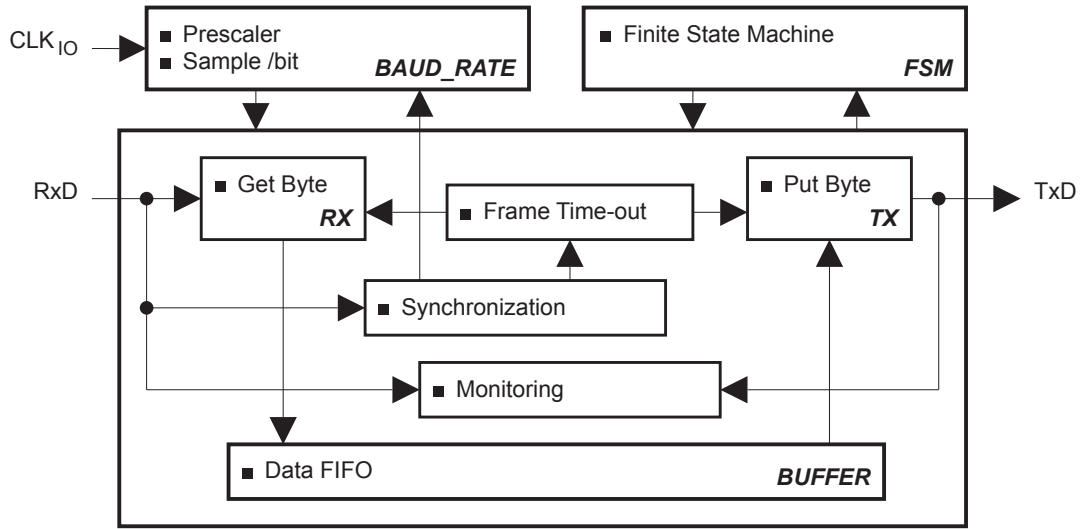 CLK IO
■ Prescaler
■ Sample /bit
BAUD_RATE
■ Finite State Machine
FSM
RxD
■ Get Byte
RX
■ Frame Time-out
■ Put Byte
TX
TxD
■ Synchronization
■ Monitoring
■ Data FIFO
BUFFER